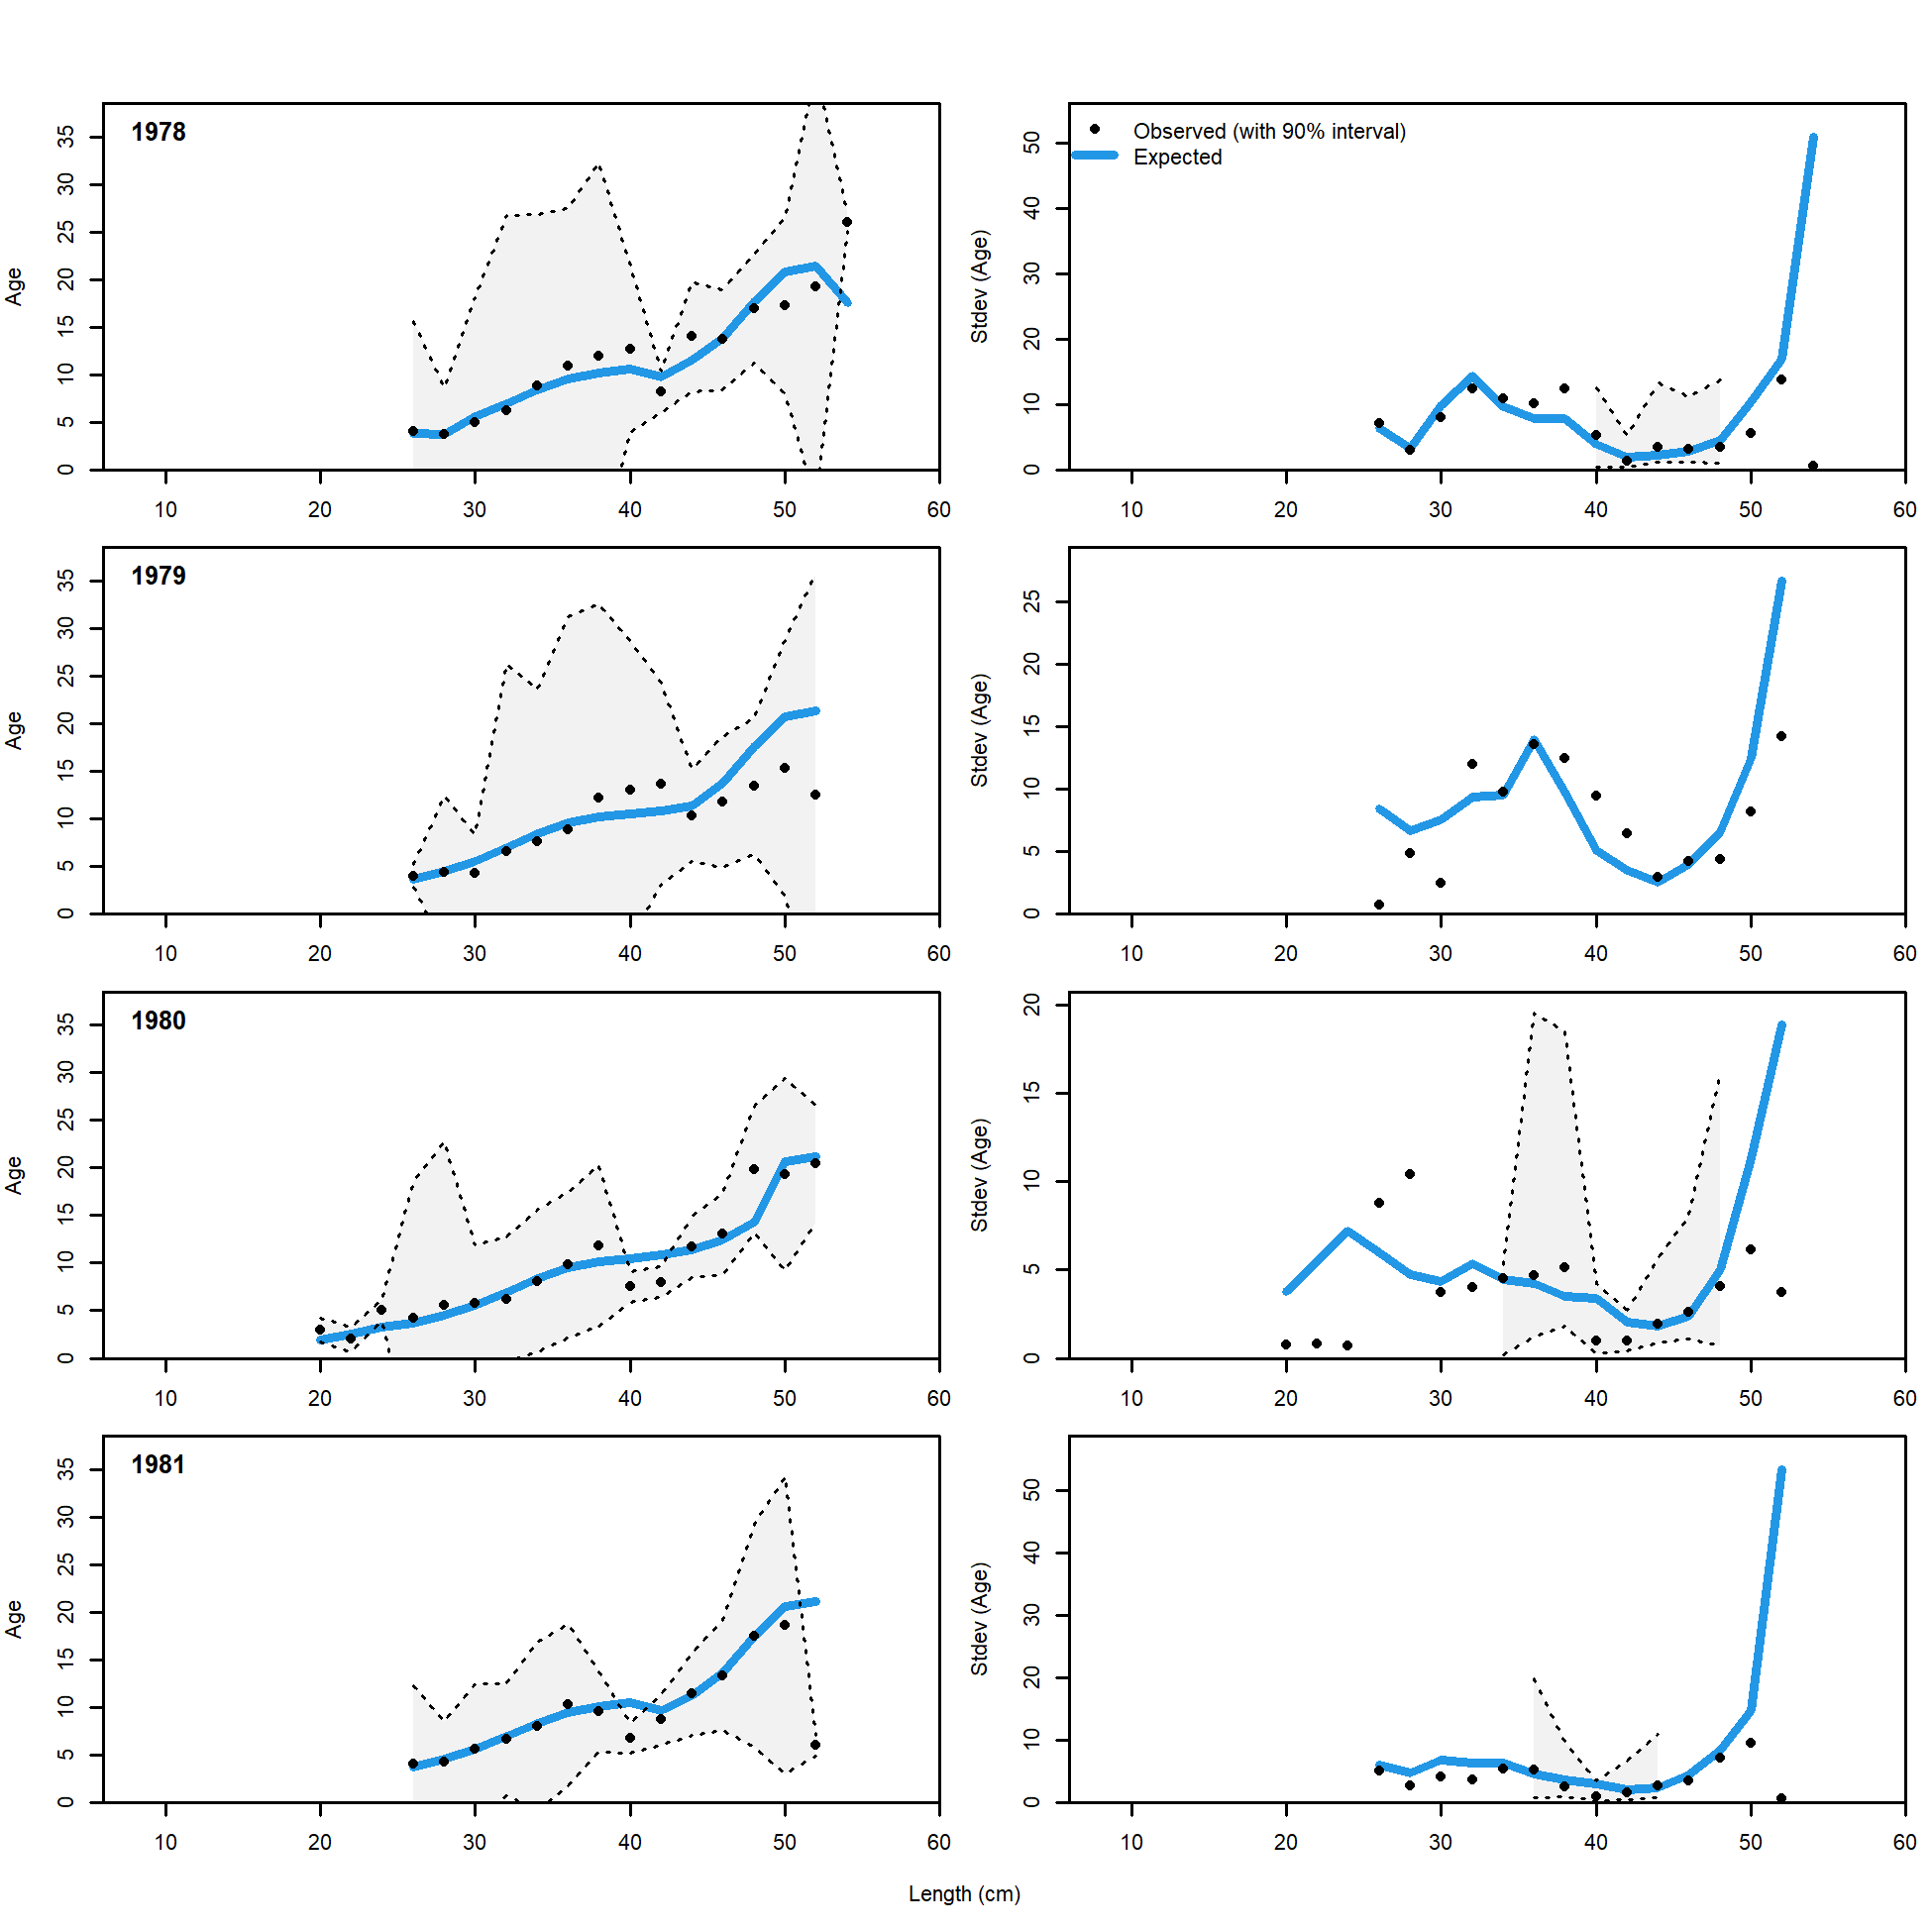 1978
Age
0 5 10 15 20 25 30 35
10 20 30 40 50 60
Observed (with 90% interval)
Expected
Stdev (Age)
0 10 20 30 40 50
10 20 30 40 50 60
1979
Age
0 5 10 15 20 25 30 35
10 20 30 40 50 60
Stdev (Age)
0 5 10 15 20 25
10 20 30 40 50 60
1980
Age
0 5 10 15 20 25 30 35
10 20 30 40 50 60
Stdev (Age)
0 5 10 15 20
10 20 30 40 50 60
1981
Age
0 5 10 15 20 25 30 35
10 20 30 40 50 60
Stdev (Age)
0 10 20 30 40 50
10 20 30 40 50 60
Length (cm)